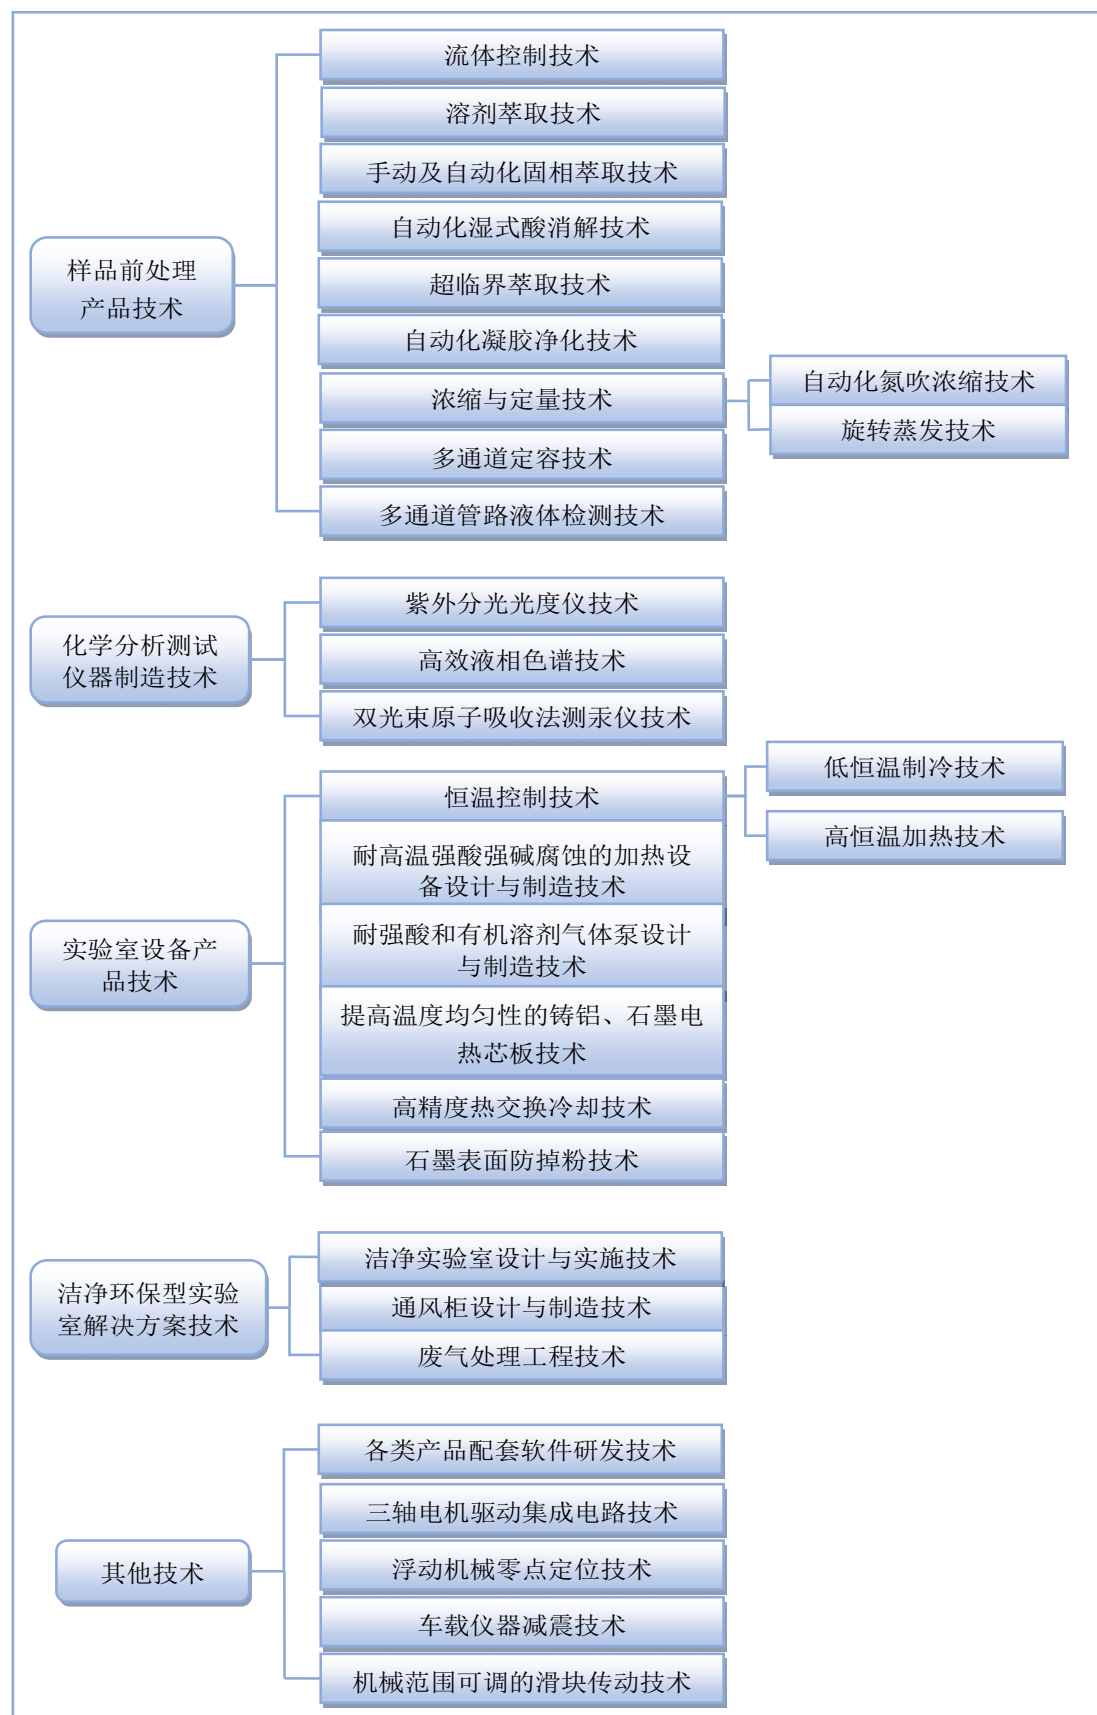 流体控制技术
溶剂萃取技术
手动及自动化固相萃取技术
自动化湿式酸消解技术
样品前处理
产品技术
超临界萃取技术
自动化凝胶净化技术
浓缩与定量技术
自动化氮吹浓缩技术
旋转蒸发技术
多通道定容技术
多通道管路液体检测技术
化学分析测试
仪器制造技术
紫外分光光度仪技术
高效液相色谱技术
双光束原子吸收法测汞仪技术
恒温控制技术
低恒温制冷技术
高恒温加热技术
耐高温强酸强碱腐蚀的加热设
备设计与制造技术
实验室设备产
品技术
耐强酸和有机溶剂气体泵设计
与制造技术
提高温度均匀性的铸铝、石墨电
热芯板技术
高精度热交换冷却技术
石墨表面防掉粉技术
洁净环保型实验
室解决方案技术
洁净实验室设计与实施技术
通风柜设计与制造技术
废气处理工程技术
各类产品配套软件研发技术
三轴电机驱动集成电路技术
其他技术
浮动机械零点定位技术
车载仪器减震技术
机械范围可调的滑块传动技术